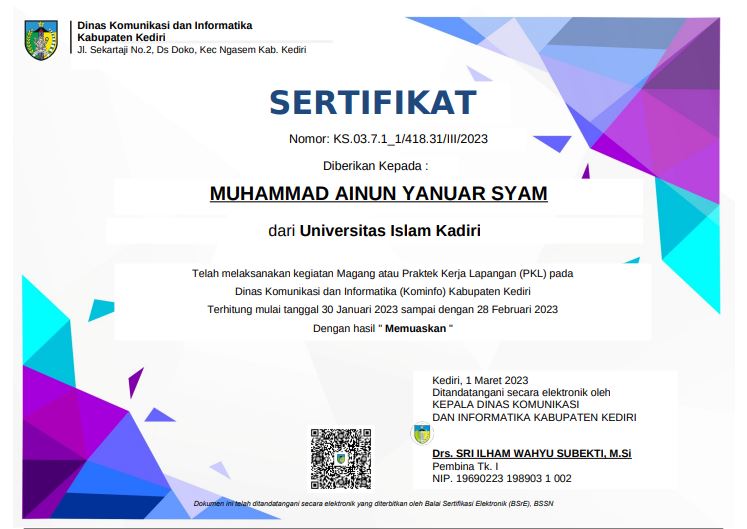 Dinas Komunikasi dan Informatika
Kabupaten Kediri
Jl. Sekartaji No.2, Ds Doko, Kec Ngasem Kab. Kediri
SERTIFIKAT
Nomor: KS.03.7.1_1/418.31/III/2023
Diberikan Kepada :
MUHAMMAD AINUN YANUAR SYAM
dari Universitas Islam Kadiri
Telah melaksanakan kegiatan Magang atau Praktek Kerja Lapangan (PKL) pada
Dinas Komunikasi dan Informatika (Kominfo) Kabupaten Kediri
Terhitung mulai tanggal 30 Januari 2023 sampai dengan 28 Februari 2023
Dengan hasil " Memuaskan "
Kediri, 1 Maret 2023
Ditandatangani secara elektronik oleh
KEPALA DINAS KOMUNIKASI
DAN INFORMATIKA KABUPATEN KEDIRI
Drs. SRI ILHAM WAHYU SUBEKTI, M.Si
Pembina Tk. I
NIP. 19690223 198903 1 002
Dokumen ini telah ditandatangani secara elektronik yang diterbitkan oleh Balai Sertifikasi Elektronik (BSrE), BSSN